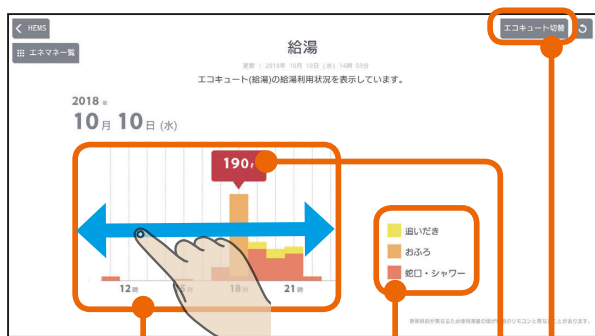 HEMS
エコキュート切替
エネマネ一覧
給湯
更新 : 2018年 10月 10日 (水) 14時 59分
エコキュート(給湯)の給湯利用状況を表示しています。
2018 年
10月 10日 (水)
190ℓ
追いだき
おふろ
蛇口・シャワー
12時
18時
21時